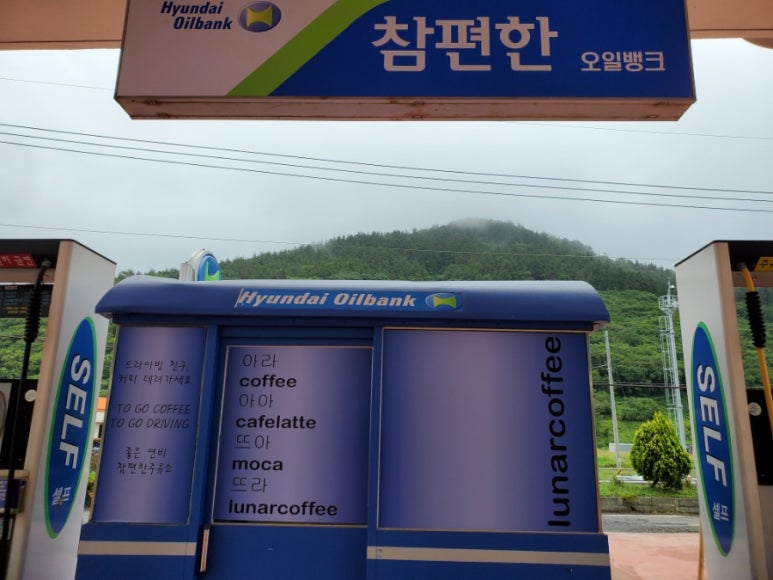 Hyundai
Oilbank
참편한 오일뱅크
Hyundai Oilbank
드라이빙 친구,
커피 데려가세요
TO GO COFFEE
TO GO DRIVING
좋은 연비
참편한주유소
아라
coffee
아아
cafelatte
뜨아
moca
뜨라
lunarcoffee
lunarcoffee
SELF
셀프
SELF
셀프